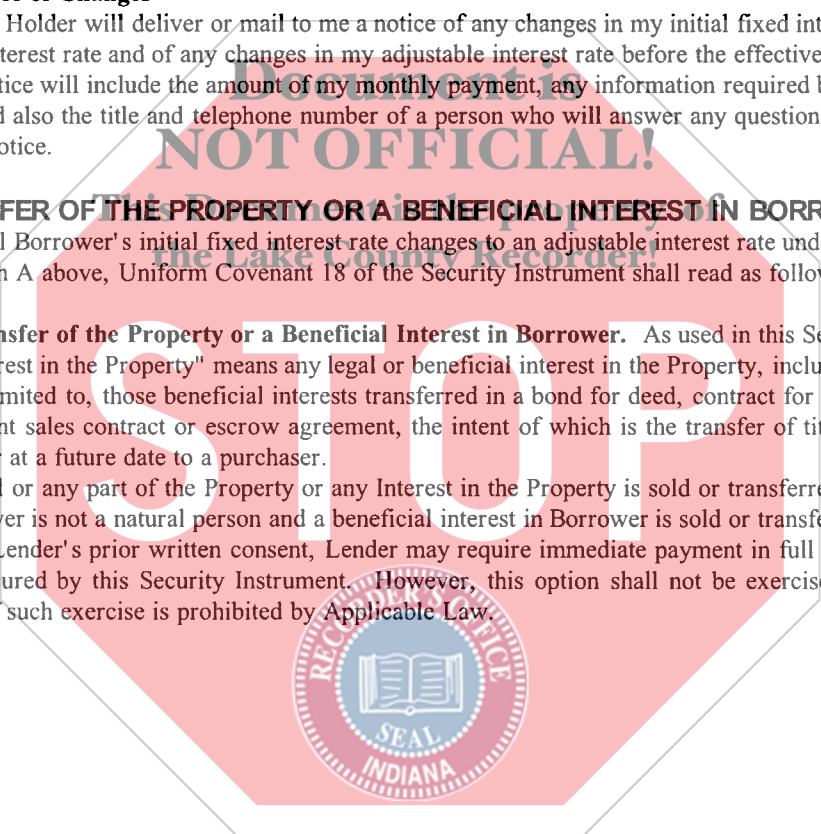 Holder will deliver or mail to me a notice of any changes in my initial fixed int
terest rate and of any changes in my adjustable interest rate before the effective
tice will include the amount of my monthly payment, any information required b
d also the title and telephone number of a person who will answer any question
otice.
Document is
NOT OFFICIAL!
This Document is the property of
the Lake County Recorder!
FER OF THE PROPERTY OR A BENEFICIAL INTEREST IN BORR
l Borrower's initial fixed interest rate changes to an adjustable interest rate und
n A above, Uniform Covenant 18 of the Security Instrument shall read as follov
nsfer of the Property or a Beneficial Interest in Borrower. As used in this Se
rest in the Property" means any legal or beneficial interest in the Property, inclu
mited to, those beneficial interests transferred in a bond for deed, contract for
nt sales contract or escrow agreement, the intent of which is the transfer of tit
r at a future date to a purchaser.
l or any part of the Property or any Interest in the Property is sold or transferre
ver is not a natural person and a beneficial interest in Borrower is sold or transfe
Lender's prior written consent, Lender may require immediate payment in full
ured by this Security Instrument. However, this option shall not be exercise
f such exercise is prohibited by Applicable Law.
STOP
RECORDER'S OFFICE
SEAL
INDIANA